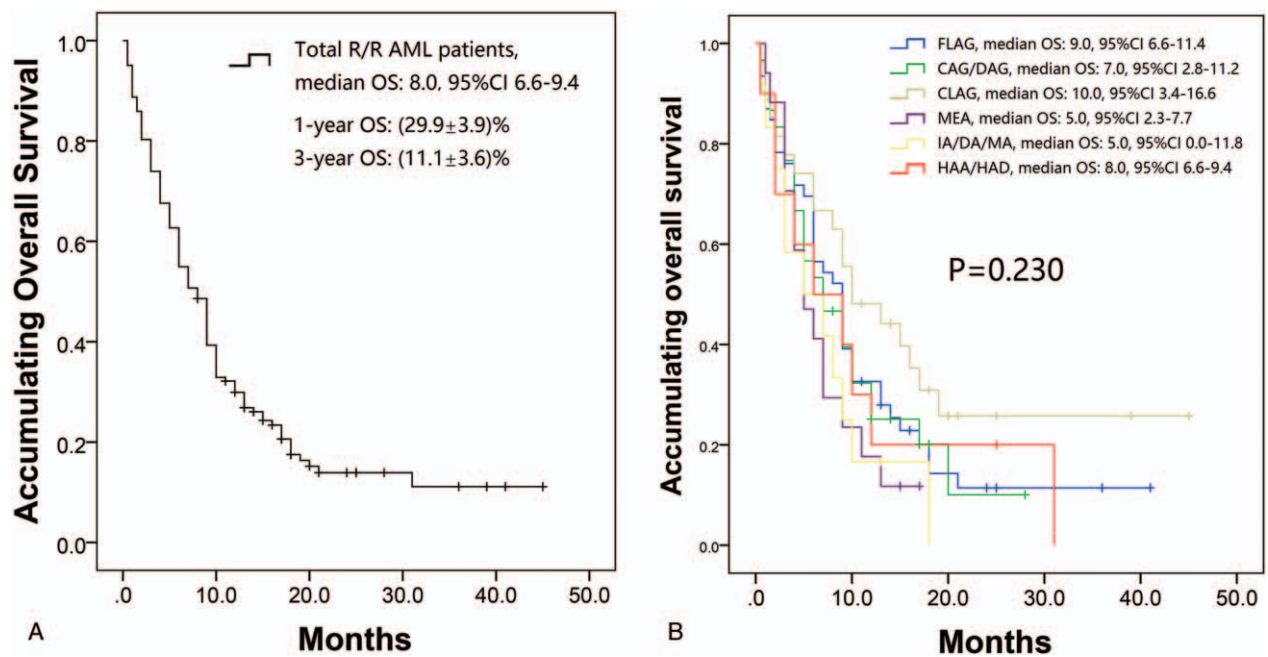 Accumulating Overall Survival
1.0
0.8
0.6
0.4
0.2
0.0
Total R/R AML patients,
median OS: 8.0, 95%CI 6.6-9.4
1-year OS: (29.9±3.9)%
3-year OS: (11.1±3.6)%
.0 10.0 20.0 30.0 40.0 50.0
A
Months
Accumulating overall survival
1.0
0.8
0.6
0.4
0.2
0.0
FLAG, median OS: 9.0, 95%CI 6.6-11.4
CAG/DAG, median OS: 7.0, 95%CI 2.8-11.2
CLAG, median OS: 10.0, 95%CI 3.4-16.6
MEA, median OS: 5.0, 95%CI 2.3-7.7
IA/DA/MA, median OS: 5.0, 95%CI 0.0-11.8
HAA/HAD, median OS: 8.0, 95%CI 6.6-9.4
P=0.230
.0 10.0 20.0 30.0 40.0 50.0
B
Months